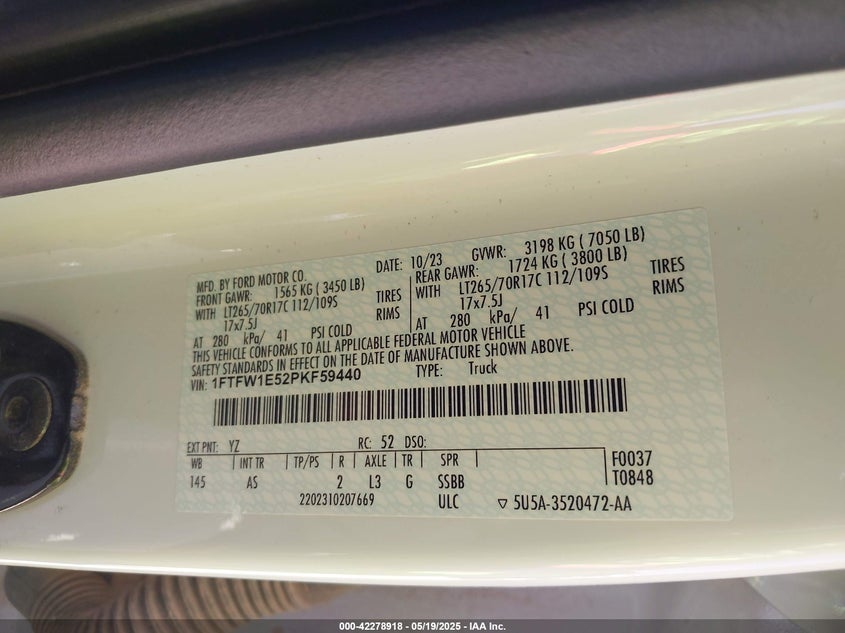 MFD. BY FORD MOTOR CO.
DATE: 10/23 GVWR: 3198 KG ( 7050 LB)
FRONT GAWR: 1565 KG ( 3450 LB)
WITH LT265/70R17C 112/109S TIRES
17x7.5J RIMS
AT 280 kPa/ 41 PSI COLD
REAR GAWR: 1724 KG ( 3800 LB)
WITH LT265/70R17C 112/109S TIRES
17x7.5J RIMS
AT 280 kPa/ 41 PSI COLD
THIS VEHICLE CONFORMS TO ALL APPLICABLE FEDERAL MOTOR VEHICLE
SAFETY STANDARDS IN EFFECT ON THE DATE OF MANUFACTURE SHOWN ABOVE.
VIN: 1FTFW1E52PKF59440 TYPE: Truck
EXT PNT: YZ RC: 52 DSO:
WB INT TR TP/PS R AXLE TR SPR F0037
145 AS 2 L3 G SSBB T0848
2202310207669 ULC ▽ 5U5A-3520472-AA
000-42278918 - 05/19/2025 - IAA Inc.